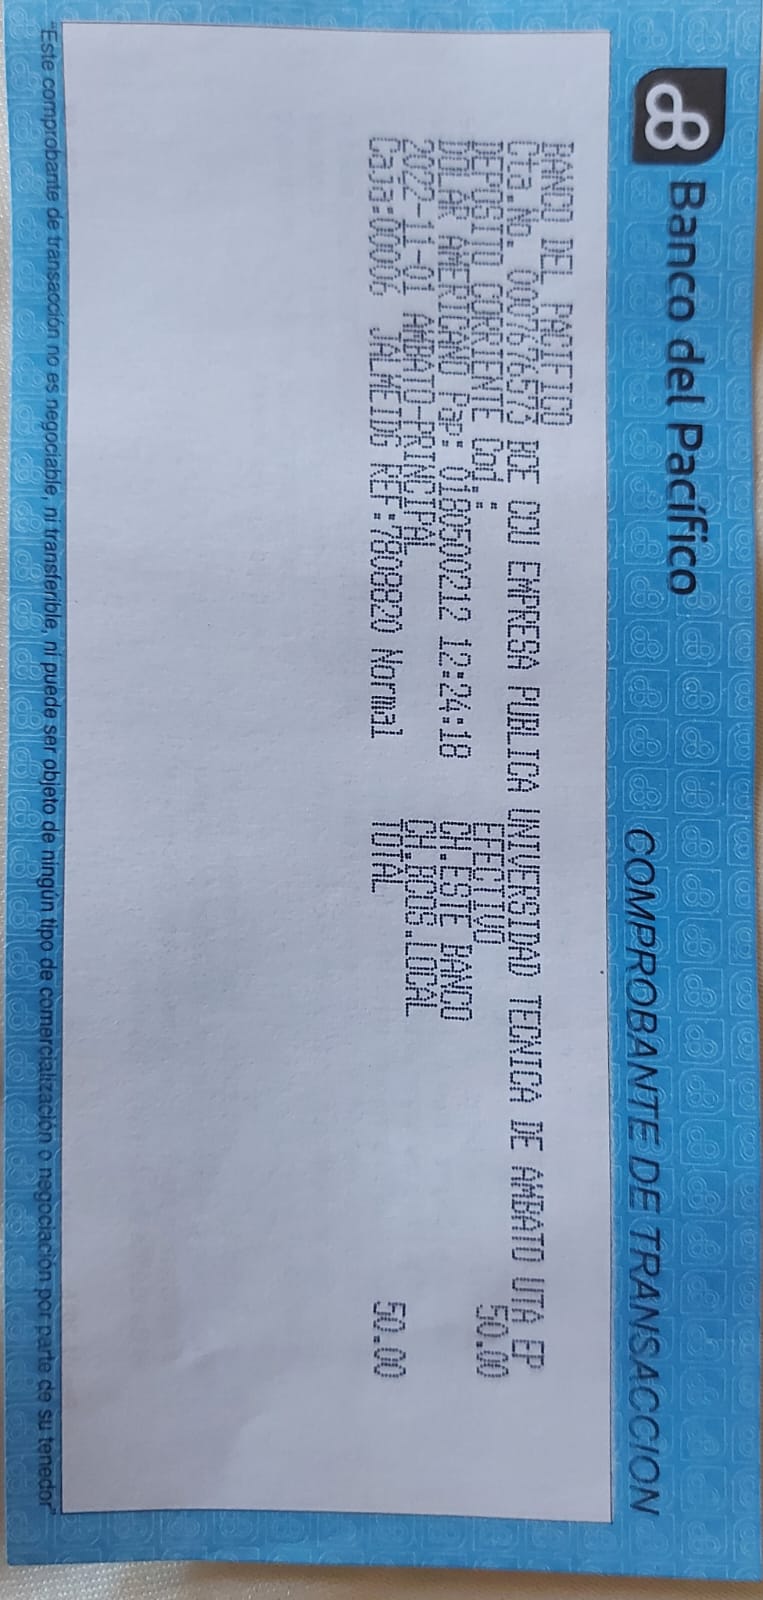 Banco del Pacífico
COMPROBANTE DE TRANSACCION
BANCO DEL PACIFICO
Cta.No. 0007676573 BCE CCU EMPRESA PUBLICA UNIVERSIDAD TECNICA DE AMBATO UTA EP
DEPOSITO CORRIENTE Cod.: EFECTIVO 50.00
DOLAR AMERICANO Pap: 0180500212 12:24:18 CH.ESTE BANCO
2022-11-01 AMBATO-PRINCIPAL CH.BCOS.LOCAL
Caja:00006 JALMEIDG REF:7808820 Normal TOTAL 50.00
"Este comprobante de transacción no es negociable, ni transferible, ni puede ser objeto de ningún tipo de comercialización o negociación por parte de su tenedor"